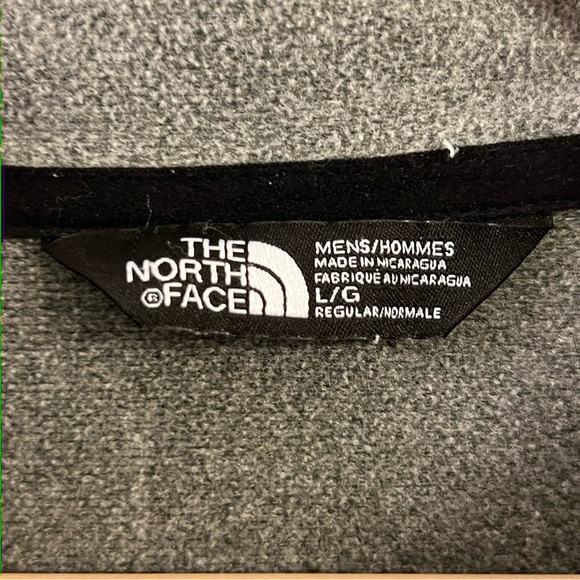 THE
NORTH
®FACE
MENS/HOMMES
MADE IN NICARAGUA
FABRIQUÉ AU NICARAGUA
L/G
REGULAR/NORMALE